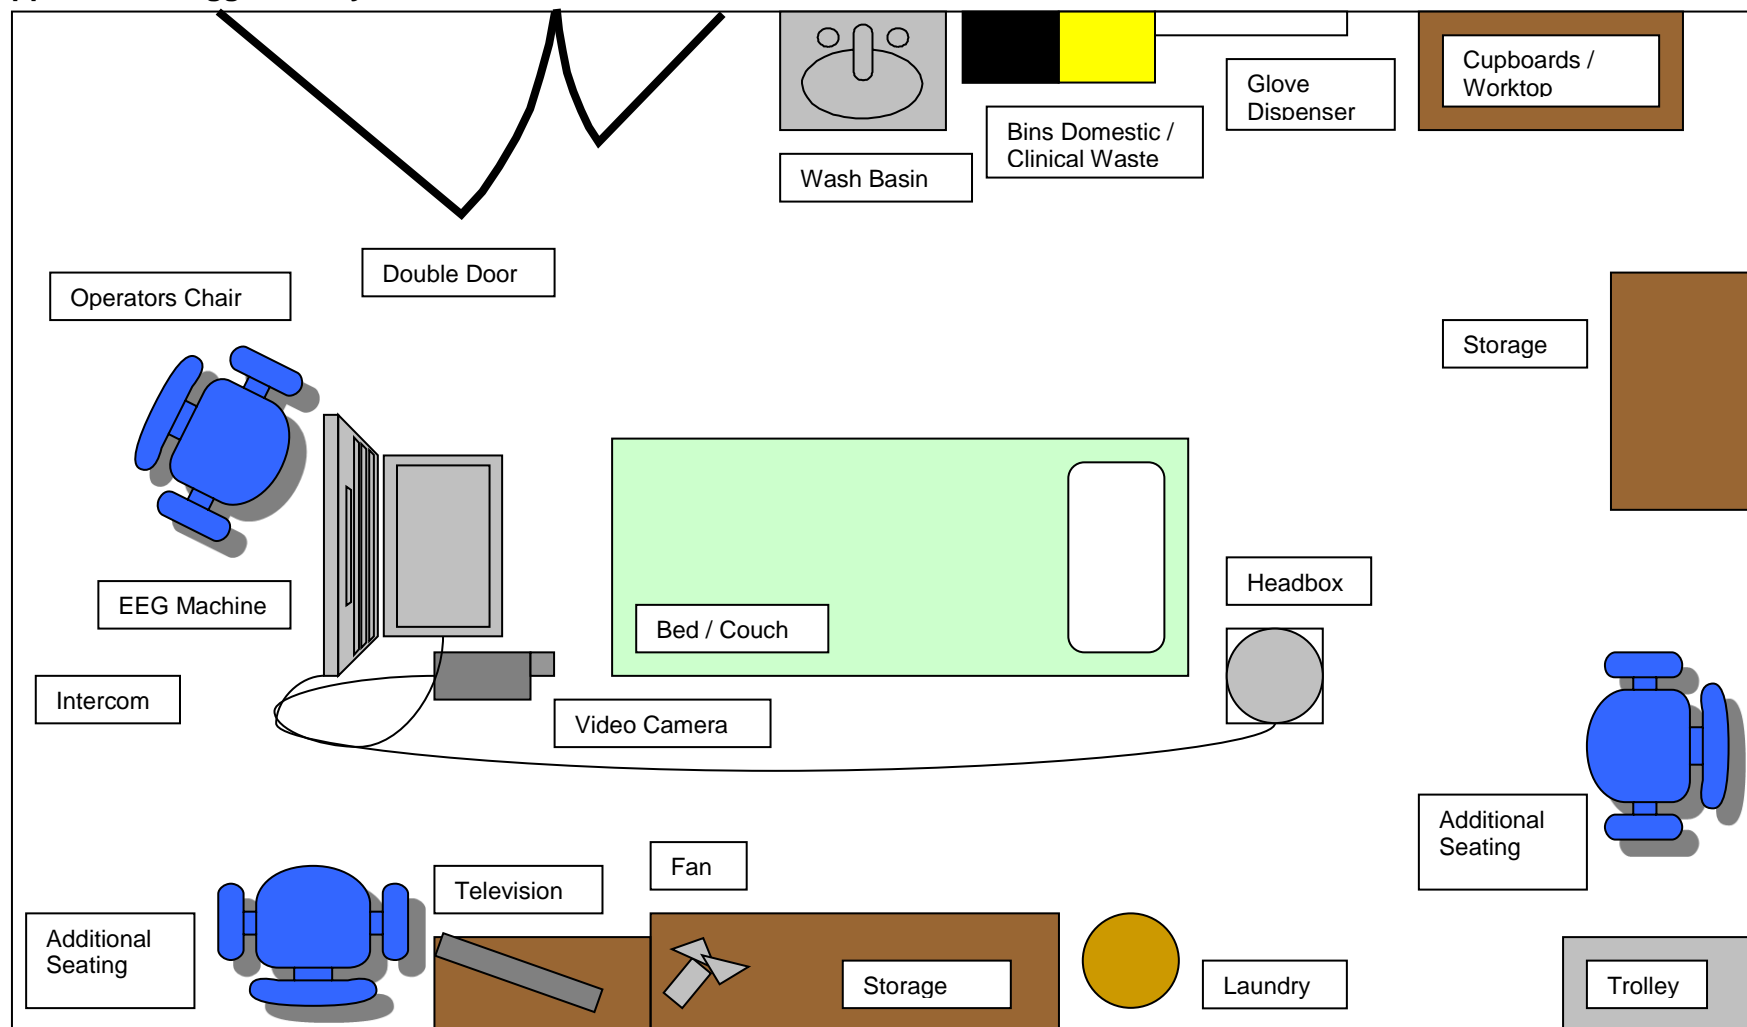 Cupboards /
Worktop
Glove
Dispenser
Bins Domestic /
Clinical Waste
Wash Basin
Double Door
Operators Chair
Storage
EEG Machine
Headbox
Bed / Couch
Intercom
Video Camera
Additional
Seating
Fan
Television
Additional
Seating
Storage
Laundry
Trolley